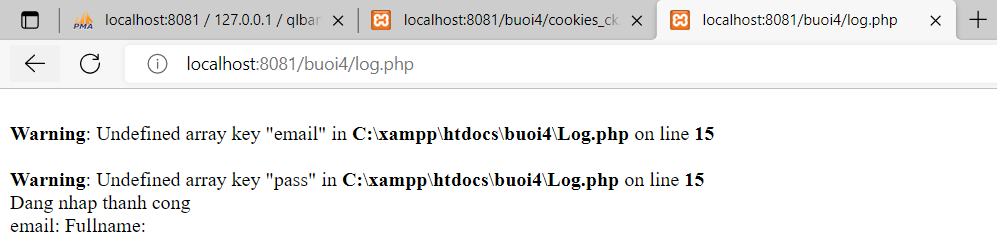 localhost:8081 / 127.0.0.1 / qlbar
localhost:8081/buoi4/cookies_ck
localhost:8081/buoi4/log.php
PMA
localhost:8081/buoi4/log.php
Warning: Undefined array key "email" in C:\xampp\htdocs\buoi4\Log.php on line 15
Warning: Undefined array key "pass" in C:\xampp\htdocs\buoi4\Log.php on line 15
Dang nhap thanh cong
email: Fullname: